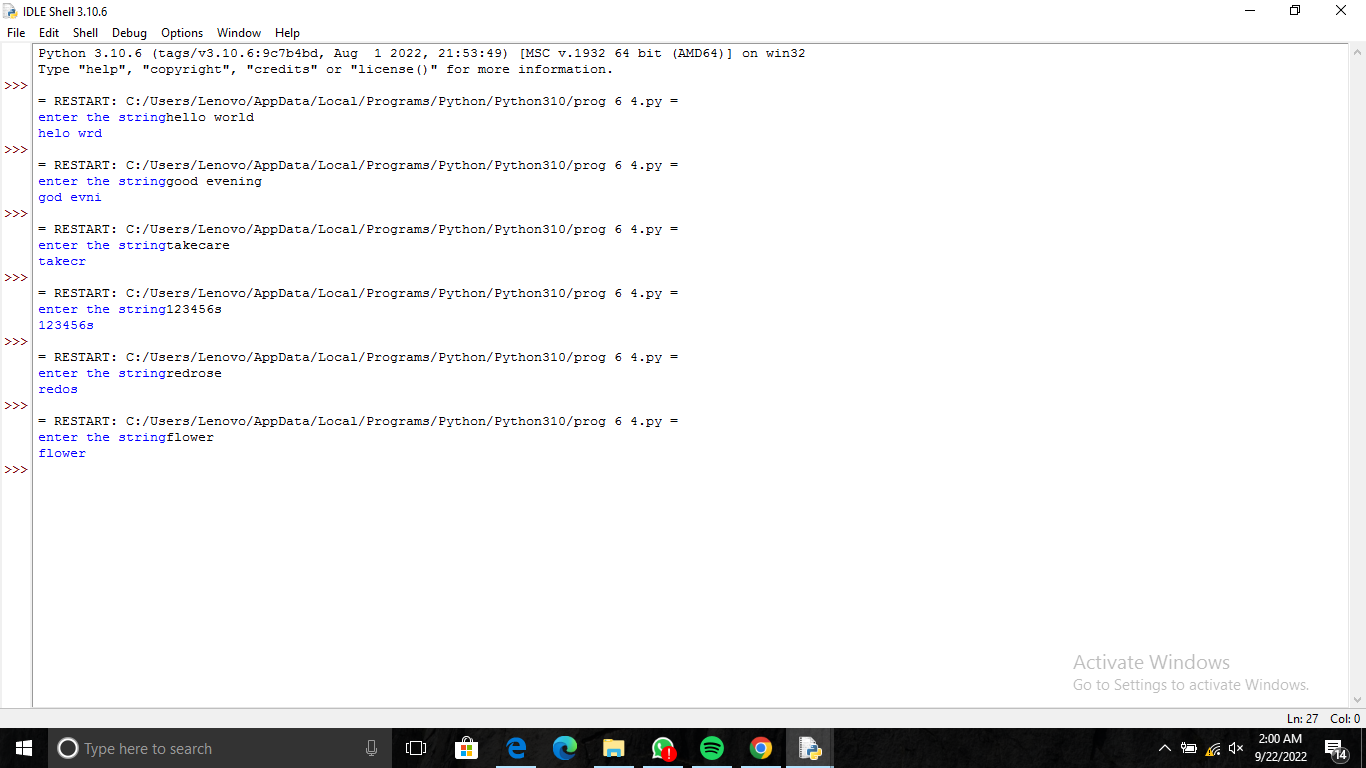 IDLE Shell 3.10.6
File Edit Shell Debug Options Window Help
Python 3.10.6 (tags/v3.10.6:9c7b4bd, Aug  1 2022, 21:53:49) [MSC v.1932 64 bit (AMD64)] on win32
Type "help", "copyright", "credits" or "license()" for more information.
>>>
= RESTART: C:/Users/Lenovo/AppData/Local/Programs/Python/Python310/prog 6 4.py =
enter the stringhello world
helo wrd
>>>
= RESTART: C:/Users/Lenovo/AppData/Local/Programs/Python/Python310/prog 6 4.py =
enter the stringgood evening
god evni
>>>
= RESTART: C:/Users/Lenovo/AppData/Local/Programs/Python/Python310/prog 6 4.py =
enter the stringtakecare
takecr
>>>
= RESTART: C:/Users/Lenovo/AppData/Local/Programs/Python/Python310/prog 6 4.py =
enter the string123456s
123456s
>>>
= RESTART: C:/Users/Lenovo/AppData/Local/Programs/Python/Python310/prog 6 4.py =
enter the stringredrose
redos
>>>
= RESTART: C:/Users/Lenovo/AppData/Local/Programs/Python/Python310/prog 6 4.py =
enter the stringflower
flower
>>>
Activate Windows
Go to Settings to activate Windows.
Ln: 27 Col: 0
Type here to search
2:00 AM
9/22/2022
14